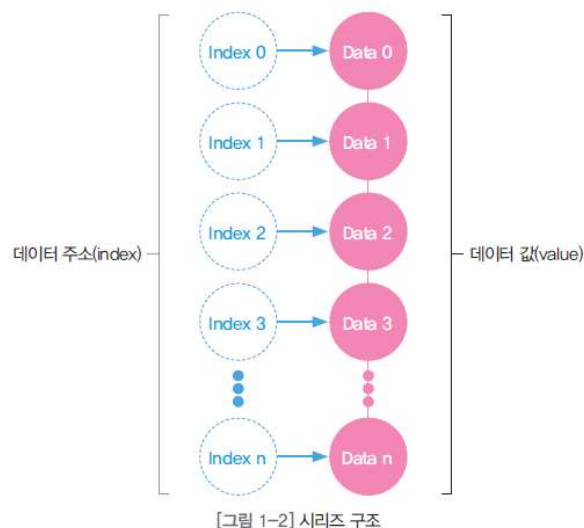 Index 0 Data 0
Index 1 Data 1
Index 2 Data 2
데이터 주소(index) 데이터 값(value)
Index 3 Data 3
Index n Data n
[그림 1-2] 시리즈 구조